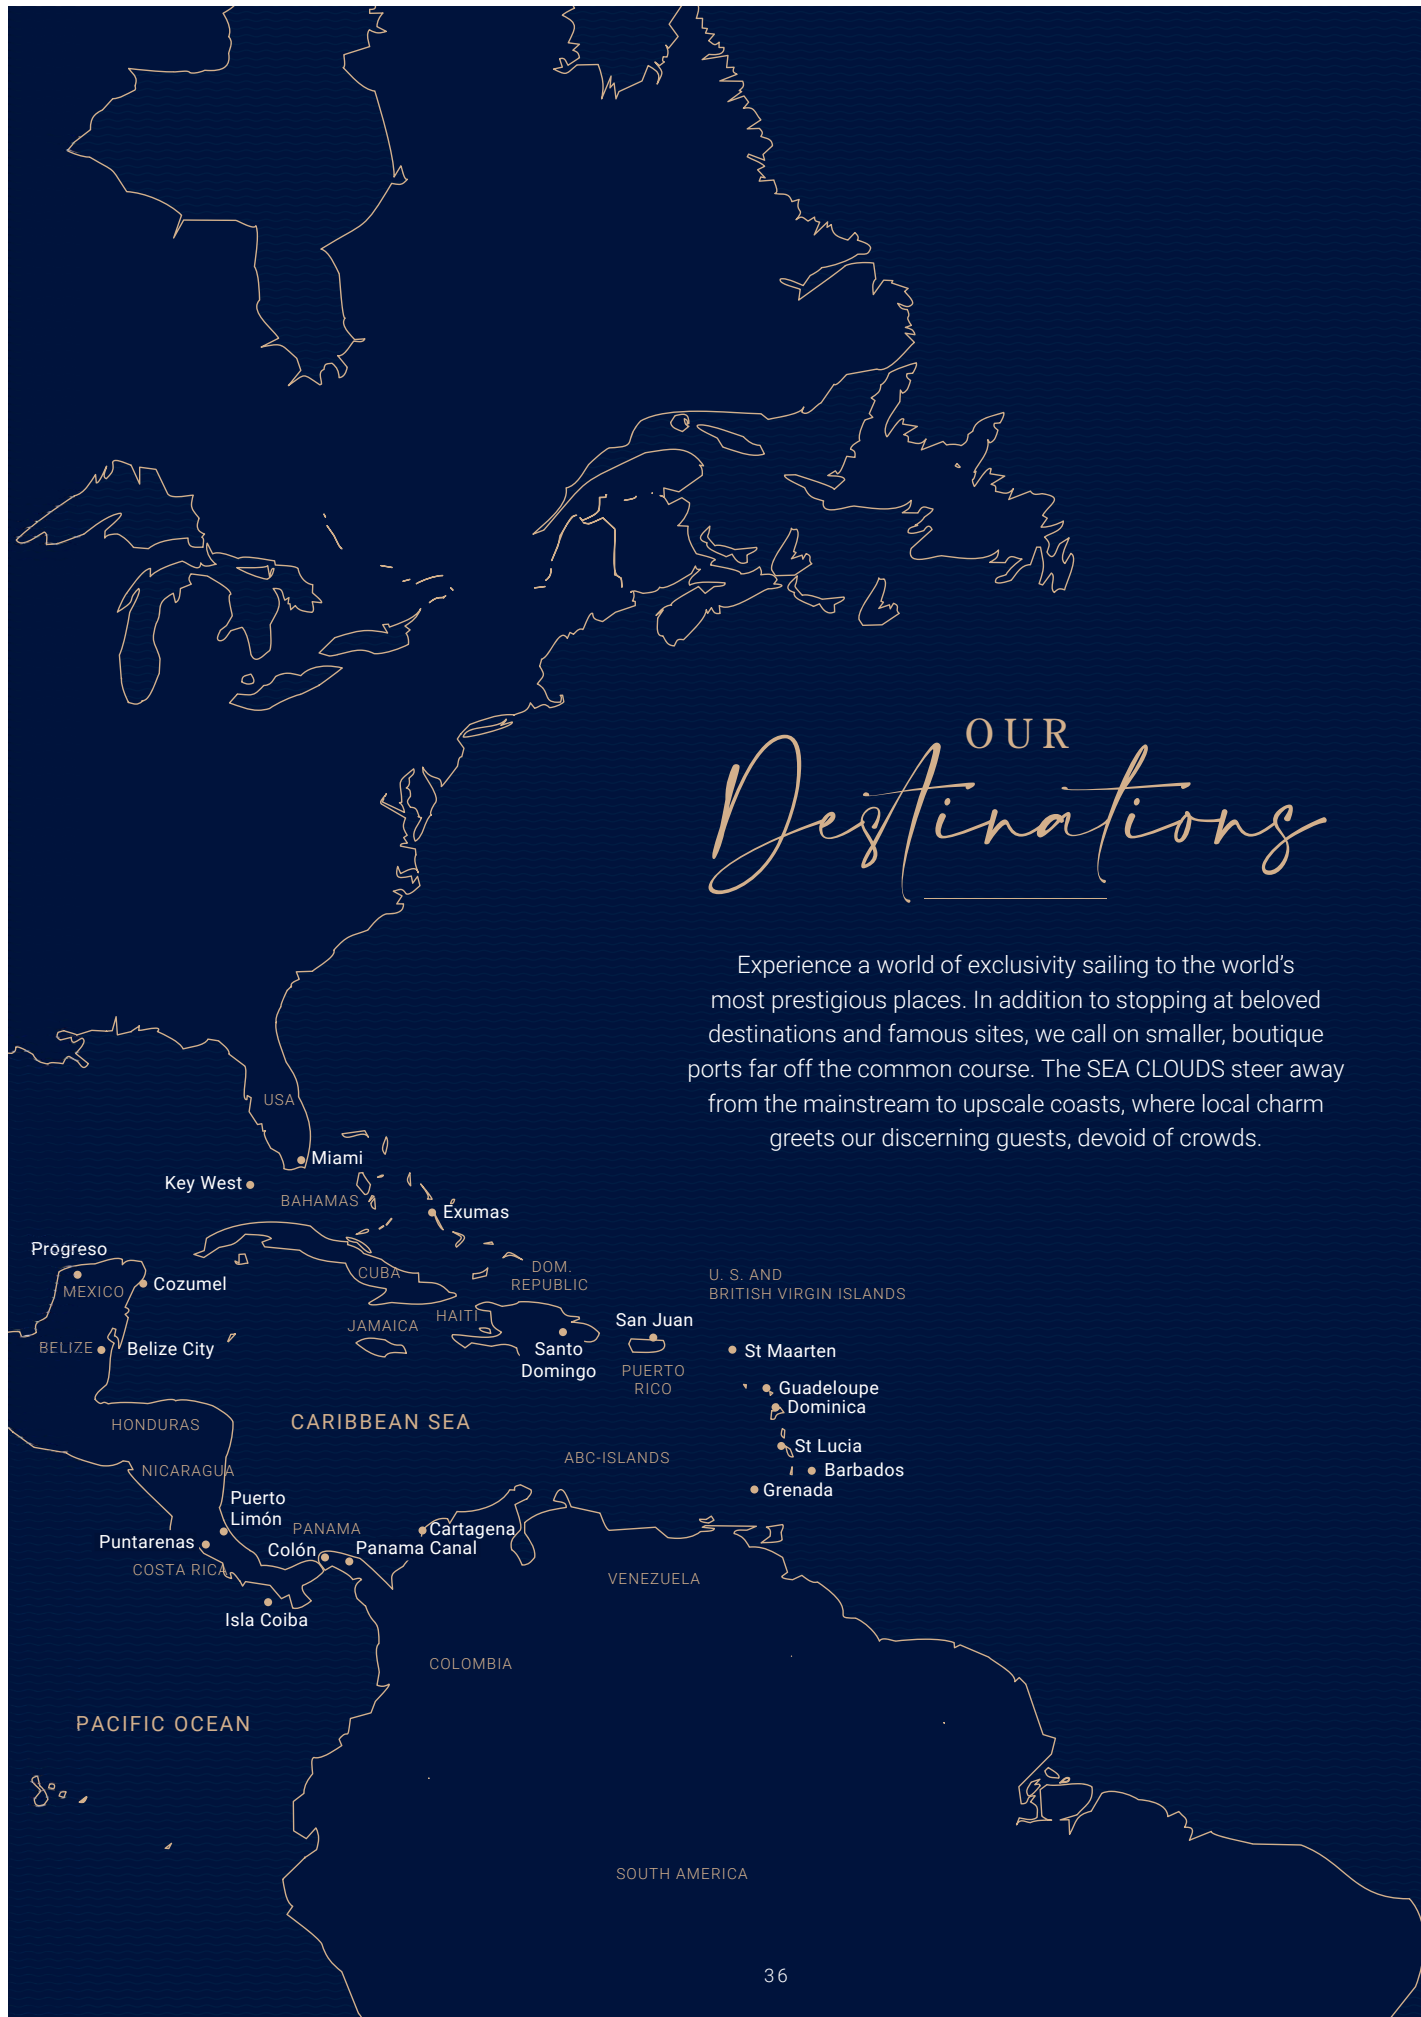 OUR
Destinations
Experience a world of exclusivity sailing to the world’s
most prestigious places. In addition to stopping at beloved
destinations and famous sites, we call on smaller, boutique
ports far off the common course. The SEA CLOUDS steer away
from the mainstream to upscale coasts, where local charm
greets our discerning guests, devoid of crowds.
USA
Miami
Key West
BAHAMAS
Exumas
Progreso
MEXICO
Cozumel
CUBA
DOM.
REPUBLIC
U. S. AND
BRITISH VIRGIN ISLANDS
HAITI
JAMAICA
San Juan
BELIZE
Belize City
Santo
Domingo
PUERTO
RICO
St Maarten
Guadeloupe
Dominica
HONDURAS
CARIBBEAN SEA
St Lucia
ABC-ISLANDS
NICARAGUA
Barbados
Grenada
Puerto
Limón
PANAMA
Cartagena
Puntarenas
Colón
Panama Canal
COSTA RICA
VENEZUELA
Isla Coiba
COLOMBIA
PACIFIC OCEAN
SOUTH AMERICA
36